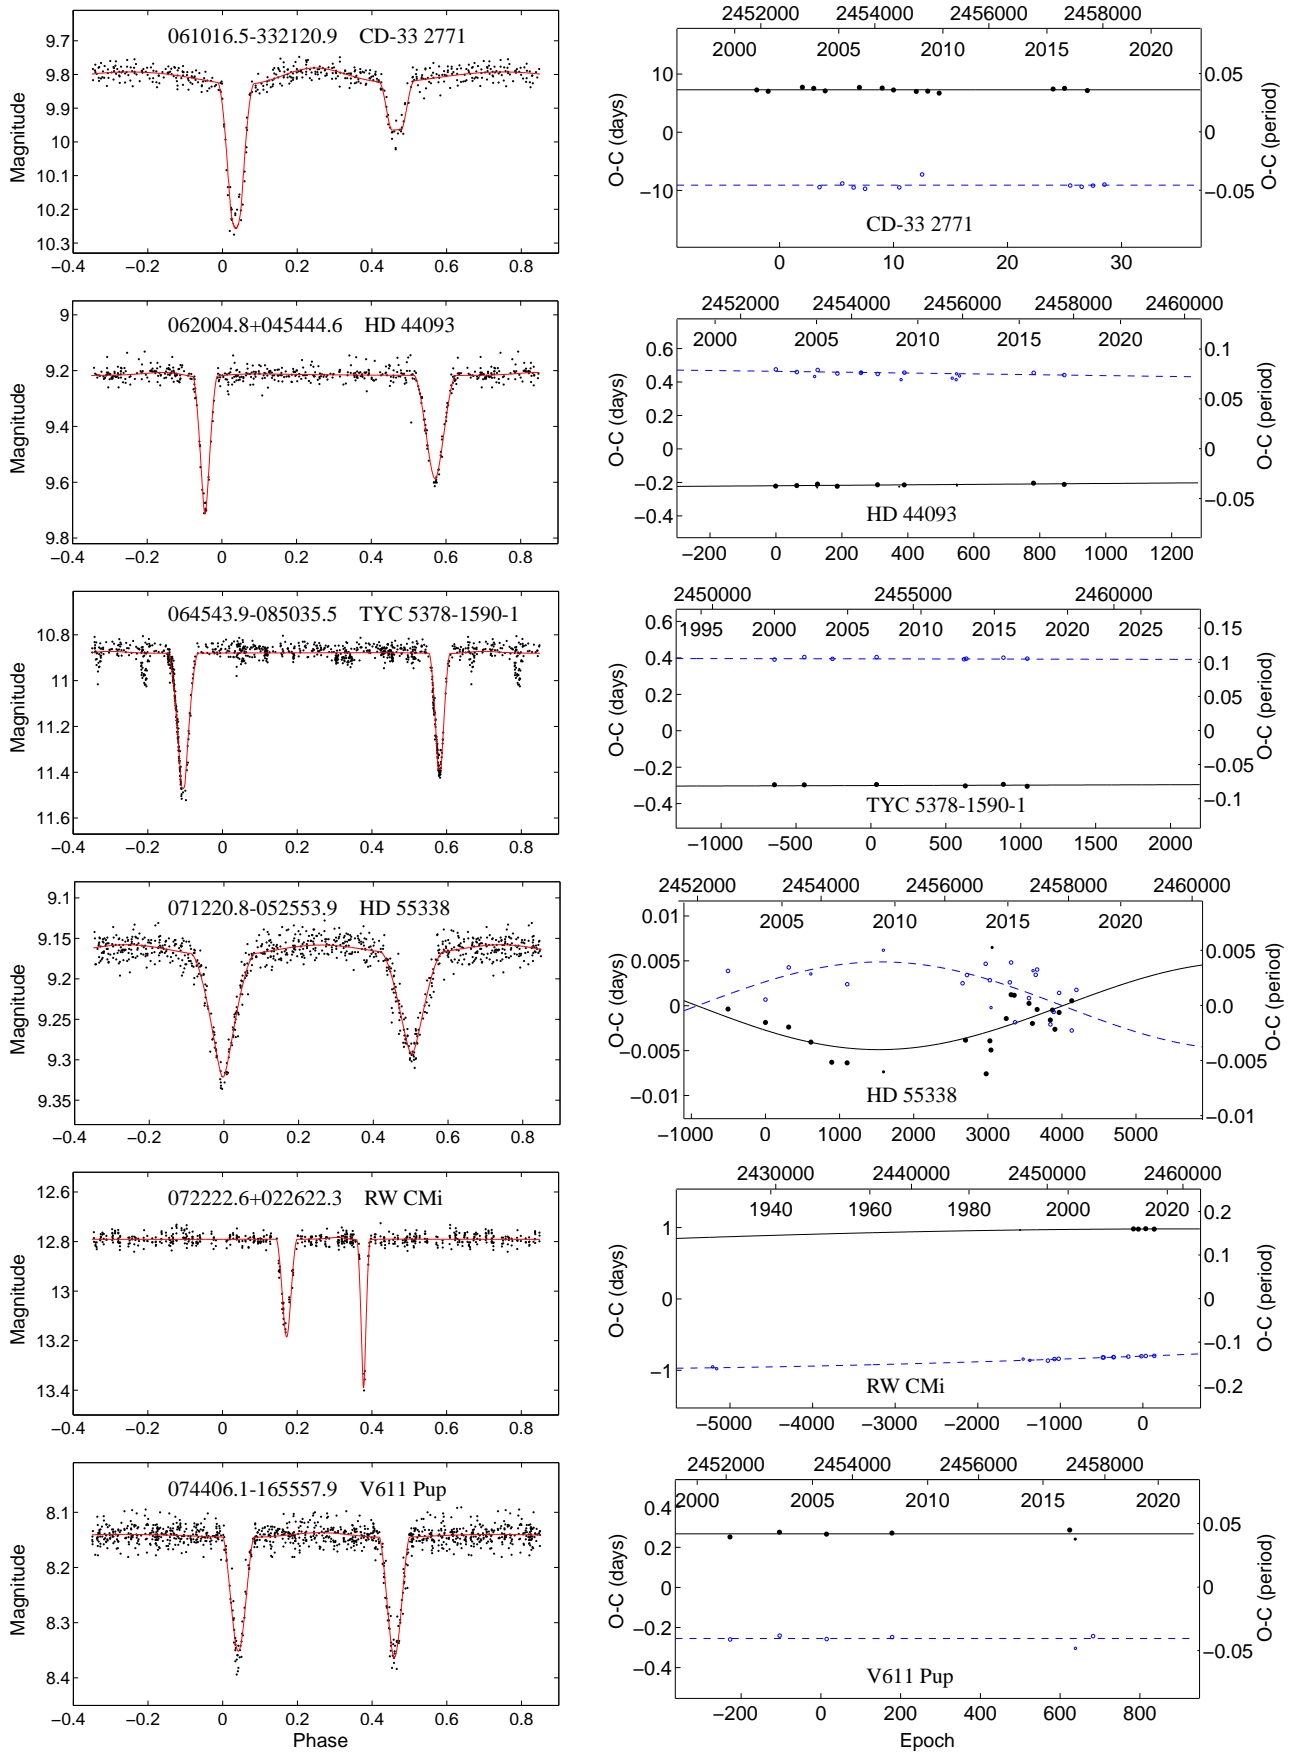 061016.5-332120.9 CD-33 2771
Magnitude
9.7
9.8
9.9
10
10.1
10.2
10.3
−0.4 −0.2 0 0.2 0.4 0.6 0.8
2452000 2454000 2456000 2458000
2000 2005 2010 2015 2020
O-C (days)
10
0
−10
O-C (period)
0.05
0
−0.05
CD-33 2771
0 10 20 30
062004.8+045444.6 HD 44093
Magnitude
9
9.2
9.4
9.6
9.8
−0.4 −0.2 0 0.2 0.4 0.6 0.8
2452000 2454000 2456000 2458000 2460000
2000 2005 2010 2015 2020
O-C (days)
0.6
0.4
0.2
0
−0.2
−0.4
O-C (period)
0.1
0.05
0
−0.05
HD 44093
−200 0 200 400 600 800 1000 1200
064543.9-085035.5 TYC 5378-1590-1
Magnitude
10.8
11
11.2
11.4
11.6
−0.4 −0.2 0 0.2 0.4 0.6 0.8
2450000 2455000 2460000
1995 2000 2005 2010 2015 2020 2025
O-C (days)
0.6
0.4
0.2
0
−0.2
−0.4
O-C (period)
0.15
0.1
0.05
0
−0.05
−0.1
TYC 5378-1590-1
−1000 −500 0 500 1000 1500 2000
071220.8-052553.9 HD 55338
Magnitude
9.1
9.15
9.2
9.25
9.3
9.35
−0.4 −0.2 0 0.2 0.4 0.6 0.8
2452000 2454000 2456000 2458000 2460000
2005 2010 2015 2020
O-C (days)
0.01
0.005
0
−0.005
−0.01
O-C (period)
0.005
0.0
−0.005
−0.01
HD 55338
−1000 0 1000 2000 3000 4000 5000
072222.6+022622.3 RW CMi
Magnitude
12.6
12.8
13
13.2
13.4
−0.4 −0.2 0 0.2 0.4 0.6 0.8
2430000 2440000 2450000 2460000
1940 1960 1980 2000 2020
O-C (days)
1
0
−1
O-C (period)
0.2
0.1
0
−0.1
−0.2
RW CMi
−5000 −4000 −3000 −2000 −1000 0
074406.1-165557.9 V611 Pup
Magnitude
8.1
8.2
8.3
8.4
−0.4 −0.2 0 0.2 0.4 0.6 0.8
Phase
2452000 2454000 2456000 2458000
2000 2005 2010 2015 2020
O-C (days)
0.4
0.2
0
−0.2
−0.4
O-C (period)
0.05
0
−0.05
V611 Pup
−200 0 200 400 600 800
Epoch